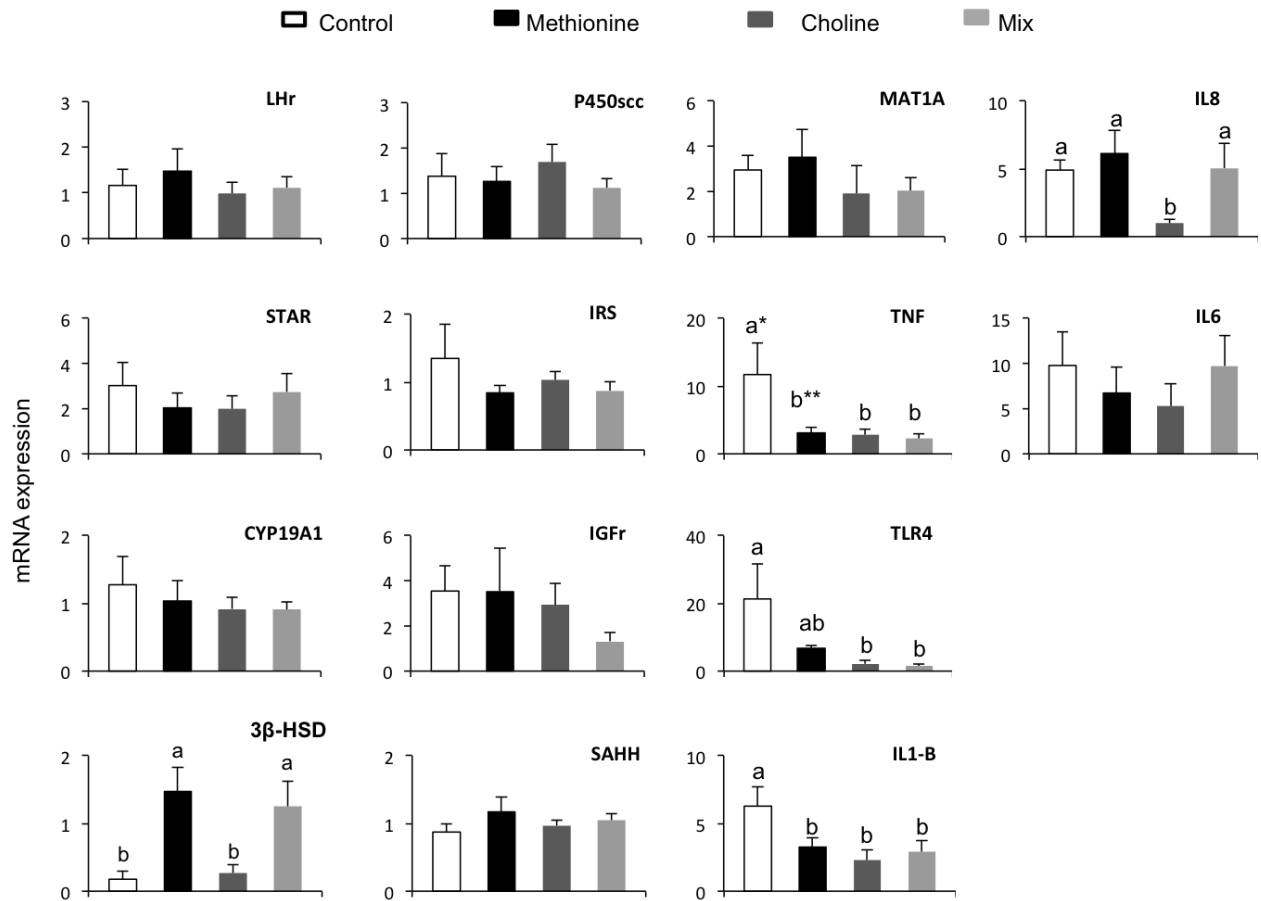 Control Methionine Choline Mix
mRNA expression
LHr
3
2
1
0
P450scc
3
2
1
0
MAT1A
6
4
2
0
IL8
10
5
0
a a b a
STAR
6
4
2
0
IRS
2
1
0
TNF
20
10
0
a* b** b b
IL6
15
10
5
0
CYP19A1
2
1
0
IGFr
6
4
2
0
TLR4
40
20
0
a ab b b
3β-HSD
2
1
0
b a b a
SAHH
2
1
0
IL1-B
10
5
0
a b b b